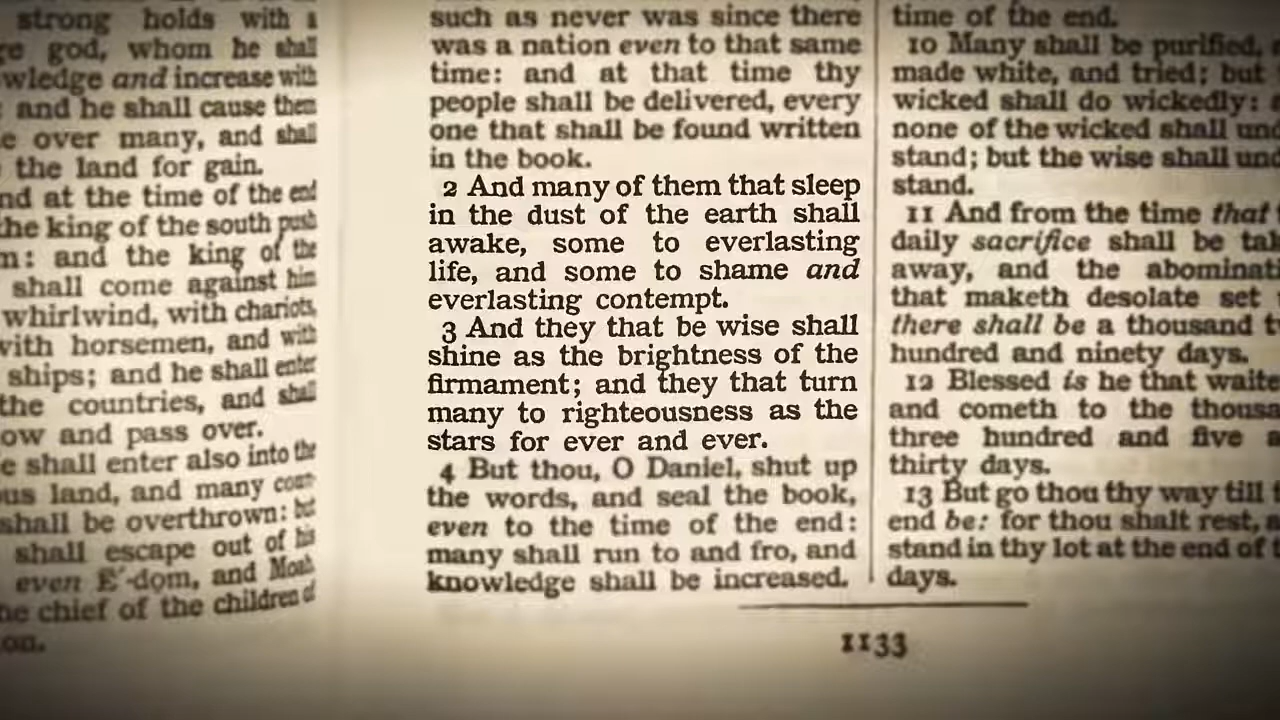 strong holds with a
god, whom he shall
and increase with
and he shall cause them
over many, and shall
the land for gain.
at the time of the end
the king of the south push
and the king of the
shall come against him
whirlwind, with chariots,
with horsemen, and with
ships; and he shall enter
the countries, and shall
and pass over.
shall enter also into the
land, and many
shall be overthrown: but
shall escape out of his
even E´-dom, and Moab,
chief of the children of
such as never was since there
was a nation even to that same
time: and at that time thy
people shall be delivered, every
one that shall be found written
in the book.
2 And many of them that sleep
in the dust of the earth shall
awake, some to everlasting
life, and some to shame and
everlasting contempt.
3 And they that be wise shall
shine as the brightness of the
firmament; and they that turn
many to righteousness as the
stars for ever and ever.
4 But thou, O Daniel, shut up
the words, and seal the book,
even to the time of the end:
many shall run to and fro, and
knowledge shall be increased.
time of the end.
10 Many shall be purified,
made white, and tried; but
wicked shall do wickedly:
none of the wicked shall
stand; but the wise shall
stand.
11 And from the time that
daily sacrifice shall be
away, and the
that maketh desolate set
there shall be a thousand
hundred and ninety days.
12 Blessed is he that
and cometh to the
three hundred and five
thirty days.
13 But go thou thy way till
end be: for thou shalt rest,
stand in thy lot at the end of
days.
1133